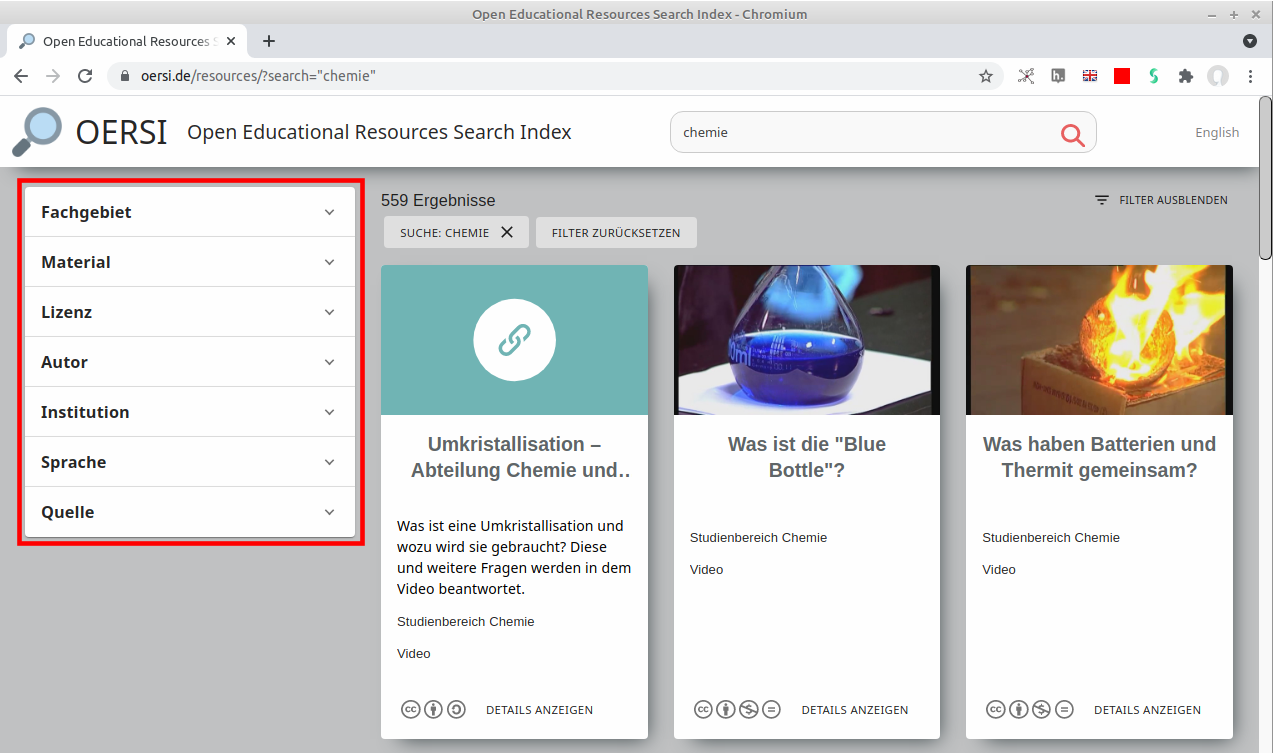 Open Educational Resources Search Index - Chromium
Open Educational Resources
oersi.de/resources/?search="chemie"
OERSI Open Educational Resources Search Index
chemie
English
Fachgebiet
Material
Lizenz
Autor
Institution
Sprache
Quelle
559 Ergebnisse
FILTER AUSBLENDEN
SUCHE: CHEMIE
FILTER ZURÜCKSETZEN
Umkristallisation –
Abteilung Chemie und..
Was ist eine Umkristallisation und
wozu wird sie gebraucht? Diese
und weitere Fragen werden in dem
Video beantwortet.
Studienbereich Chemie
Video
DETAILS ANZEIGEN
Was ist die "Blue
Bottle"?
Studienbereich Chemie
Video
DETAILS ANZEIGEN
Was haben Batterien und
Thermit gemeinsam?
Studienbereich Chemie
Video
DETAILS ANZEIGEN